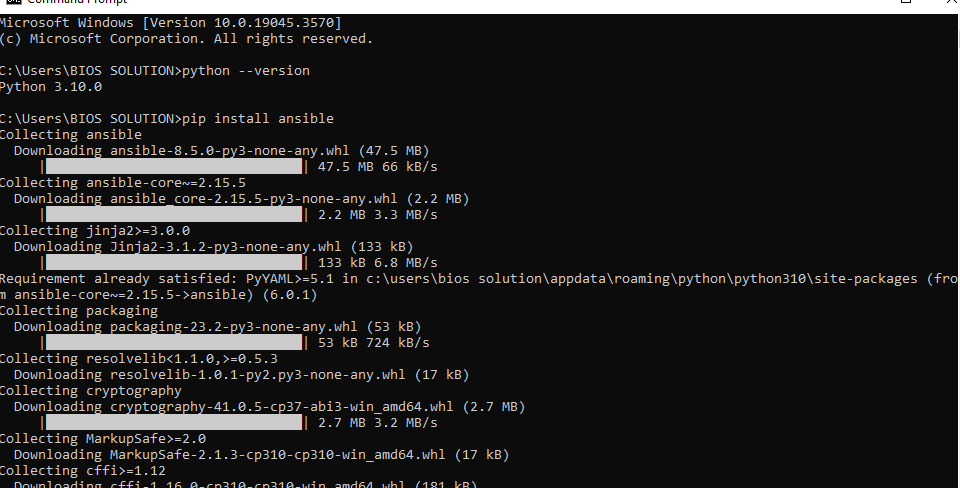 Command Prompt
Microsoft Windows [Version 10.0.19045.3570]
(c) Microsoft Corporation. All rights reserved.
C:\Users\BIOS SOLUTION>python --version
Python 3.10.0
C:\Users\BIOS SOLUTION>pip install ansible
Collecting ansible
Downloading ansible-8.5.0-py3-none-any.whl (47.5 MB)
| | 47.5 MB 66 kB/s
Collecting ansible-core~=2.15.5
Downloading ansible_core-2.15.5-py3-none-any.whl (2.2 MB)
| | 2.2 MB 3.3 MB/s
Collecting jinja2>=3.0.0
Downloading Jinja2-3.1.2-py3-none-any.whl (133 kB)
| | 133 kB 6.8 MB/s
Requirement already satisfied: PyYAML>=5.1 in c:\users\bios solution\appdata\roaming\python\python310\site-packages (fro
m ansible-core~=2.15.5->ansible) (6.0.1)
Collecting packaging
Downloading packaging-23.2-py3-none-any.whl (53 kB)
| | 53 kB 724 kB/s
Collecting resolvelib<1.1.0,>=0.5.3
Downloading resolvelib-1.0.1-py2.py3-none-any.whl (17 kB)
Collecting cryptography
Downloading cryptography-41.0.5-cp37-abi3-win_amd64.whl (2.7 MB)
| | 2.7 MB 3.2 MB/s
Collecting MarkupSafe>=2.0
Downloading MarkupSafe-2.1.3-cp310-cp310-win_amd64.whl (17 kB)
Collecting cffi>=1.12
Downloading cffi-1.16.0-cp310-cp310-win_amd64.whl (181 kB)